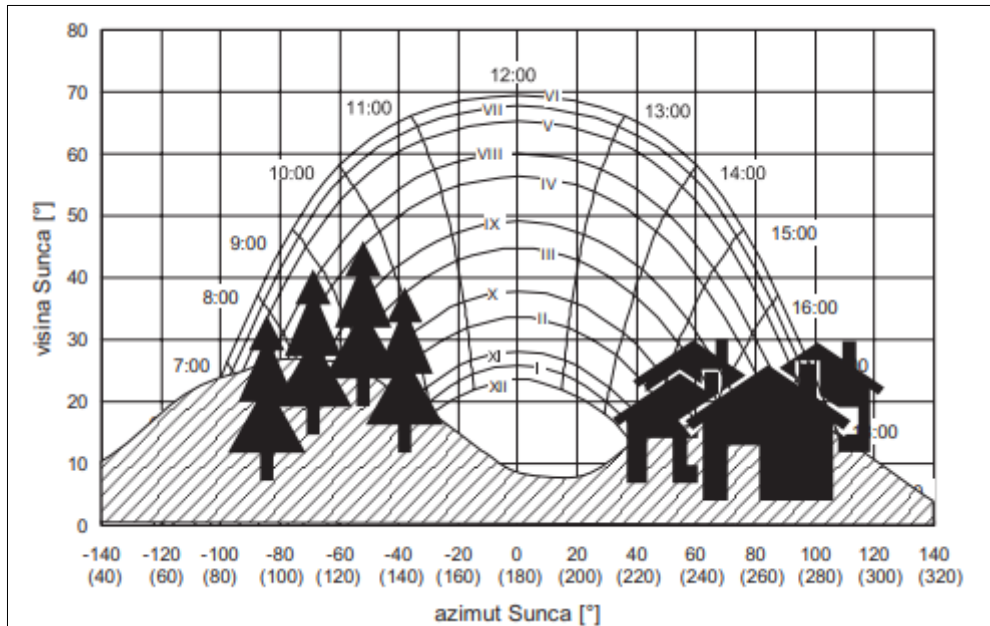 80
12:00
11:00
VI
13:00
70
VII
V
10:00
VIII
14:00
60
IV
9:00
IX
15:00
50
III
8:00
X
16:00
40
II
7:00
XI
I
30
XII
20
10
0
visina Sunca [°]
-140 -120 -100 -80 -60 -40 -20 0 20 40 60 80 100 120 140
(40) (60) (80) (100) (120) (140) (160) (180) (200) (220) (240) (260) (280) (300) (320)
azimut Sunca [°]